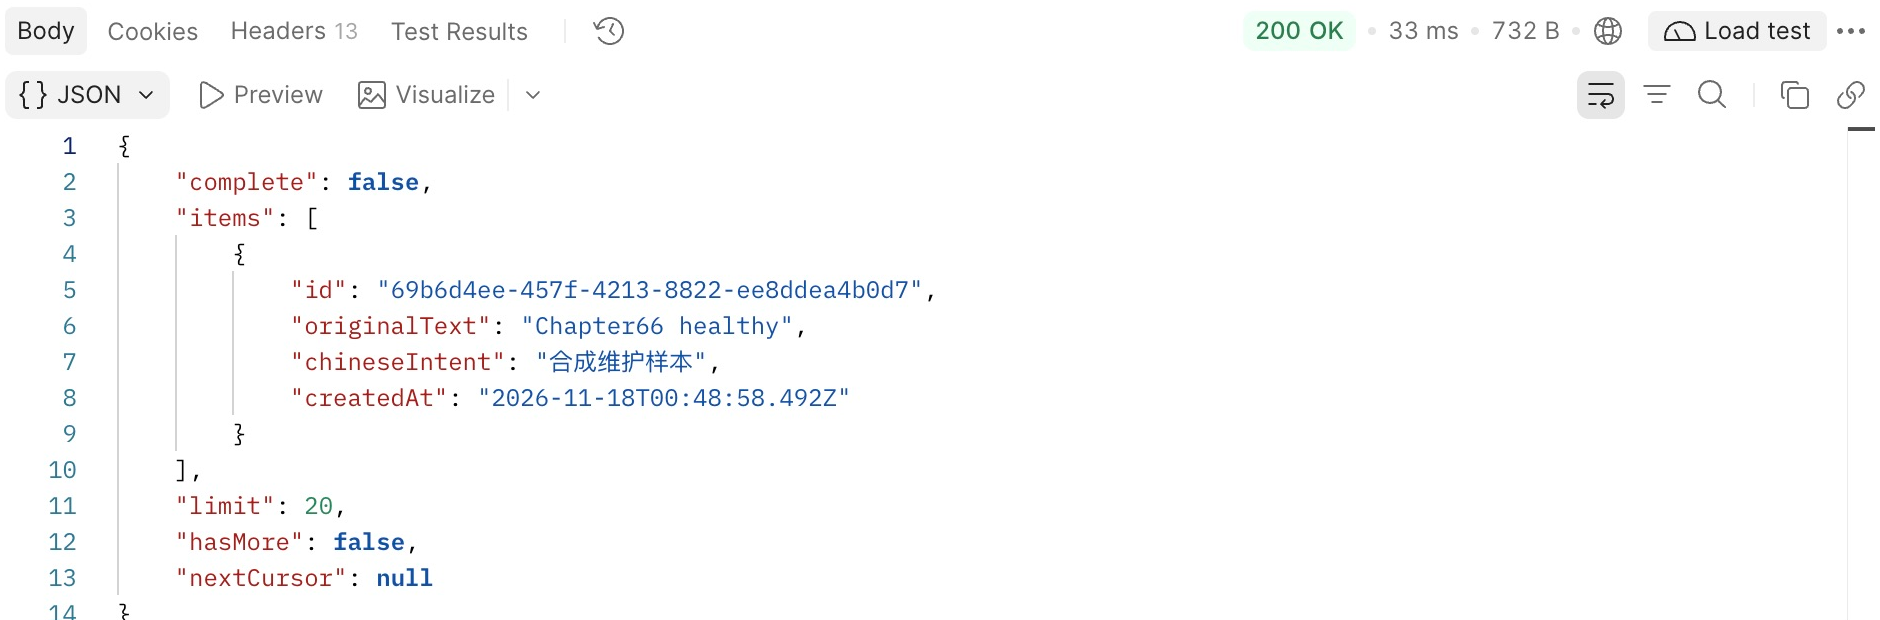 Body Cookies Headers 13 Test Results 200 OK • 33 ms • 732 B • Load test
{} JSON Preview Visualize
1 {
2     "complete": false,
3     "items": [
4         {
5             "id": "69b6d4ee-457f-4213-8822-ee8ddea4b0d7",
6             "originalText": "Chapter66 healthy",
7             "chineseIntent": "合成维护样本",
8             "createdAt": "2026-11-18T00:48:58.492Z"
9         }
10     ],
11     "limit": 20,
12     "hasMore": false,
13     "nextCursor": null
14 }